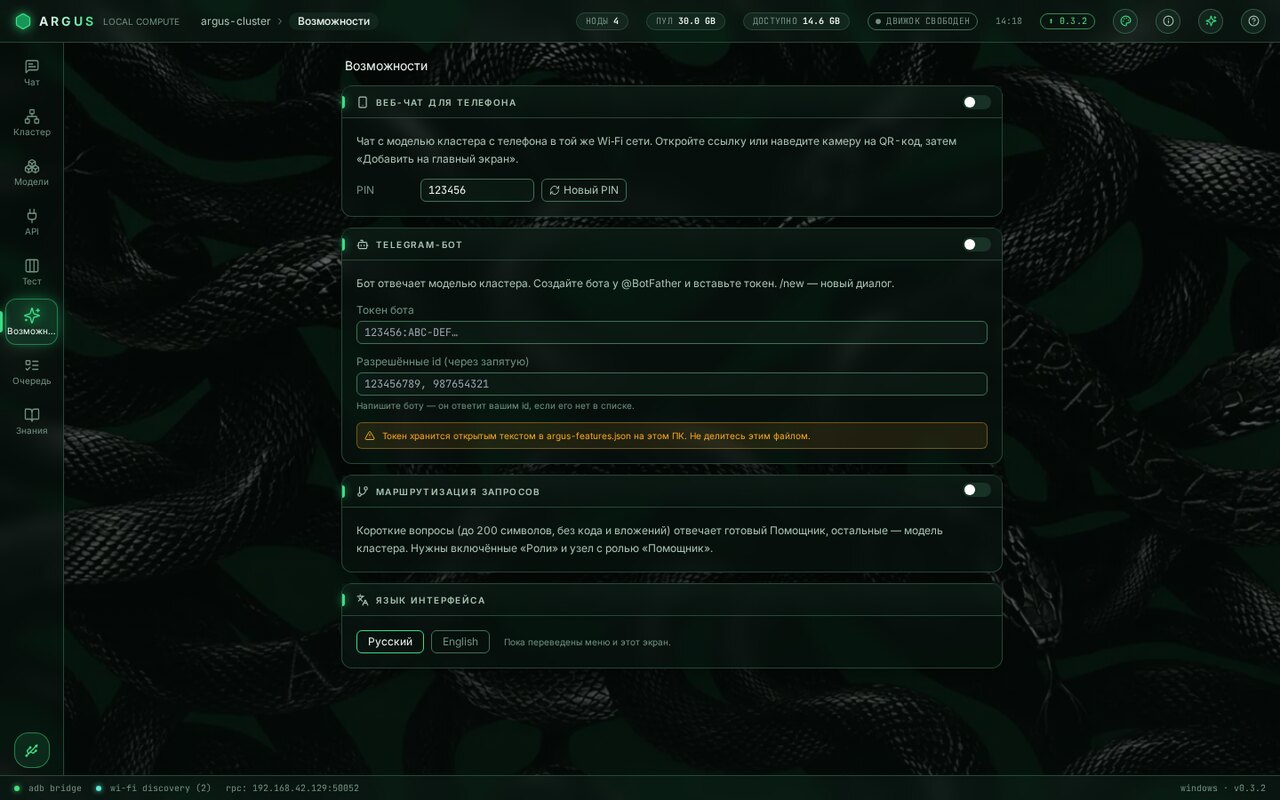 ARGUS LOCAL COMPUTE argus-cluster › Возможности НОДЫ 4 ПУЛ 30.0 GB ДОСТУПНО 14.6 GB ДВИЖОК СВОБОДЕН 14:18 ↑ 0.3.2
Чат
Кластер
Модели
API
Тест
Возможн...
Очередь
Знания
Возможности
ВЕБ-ЧАТ ДЛЯ ТЕЛЕФОНА
Чат с моделью кластера с телефона в той же Wi-Fi сети. Откройте ссылку или наведите камеру на QR-код, затем
«Добавить на главный экран».
PIN 123456 Новый PIN
TELEGRAM-БОТ
Бот отвечает моделью кластера. Создайте бота у @BotFather и вставьте токен. /new — новый диалог.
Токен бота
123456:ABC-DEF…
Разрешённые id (через запятую)
123456789, 987654321
Напишите боту — он ответит вашим id, если его нет в списке.
Токен хранится открытым текстом в argus-features.json на этом ПК. Не делитесь этим файлом.
МАРШРУТИЗАЦИЯ ЗАПРОСОВ
Короткие вопросы (до 200 символов, без кода и вложений) отвечает готовый Помощник, остальные — модель
кластера. Нужны включённые «Роли» и узел с ролью «Помощник».
ЯЗЫК ИНТЕРФЕЙСА
Русский English Пока переведены меню и этот экран.
adb bridge wi-fi discovery (2) rpc: 192.168.42.129:50052 windows · v0.3.2